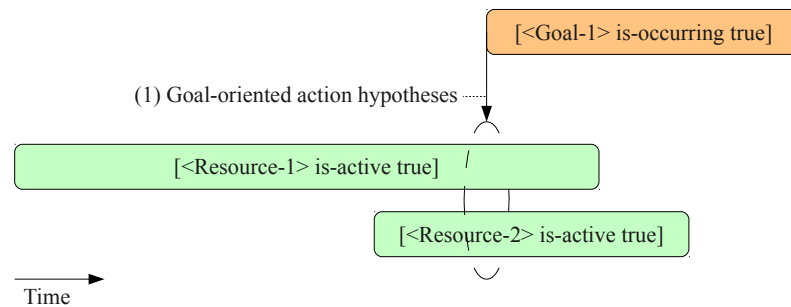 [<Goal-1> is-occurring true]
(1) Goal-oriented action hypotheses
[<Resource-1> is-active true]
[<Resource-2> is-active true]
Time